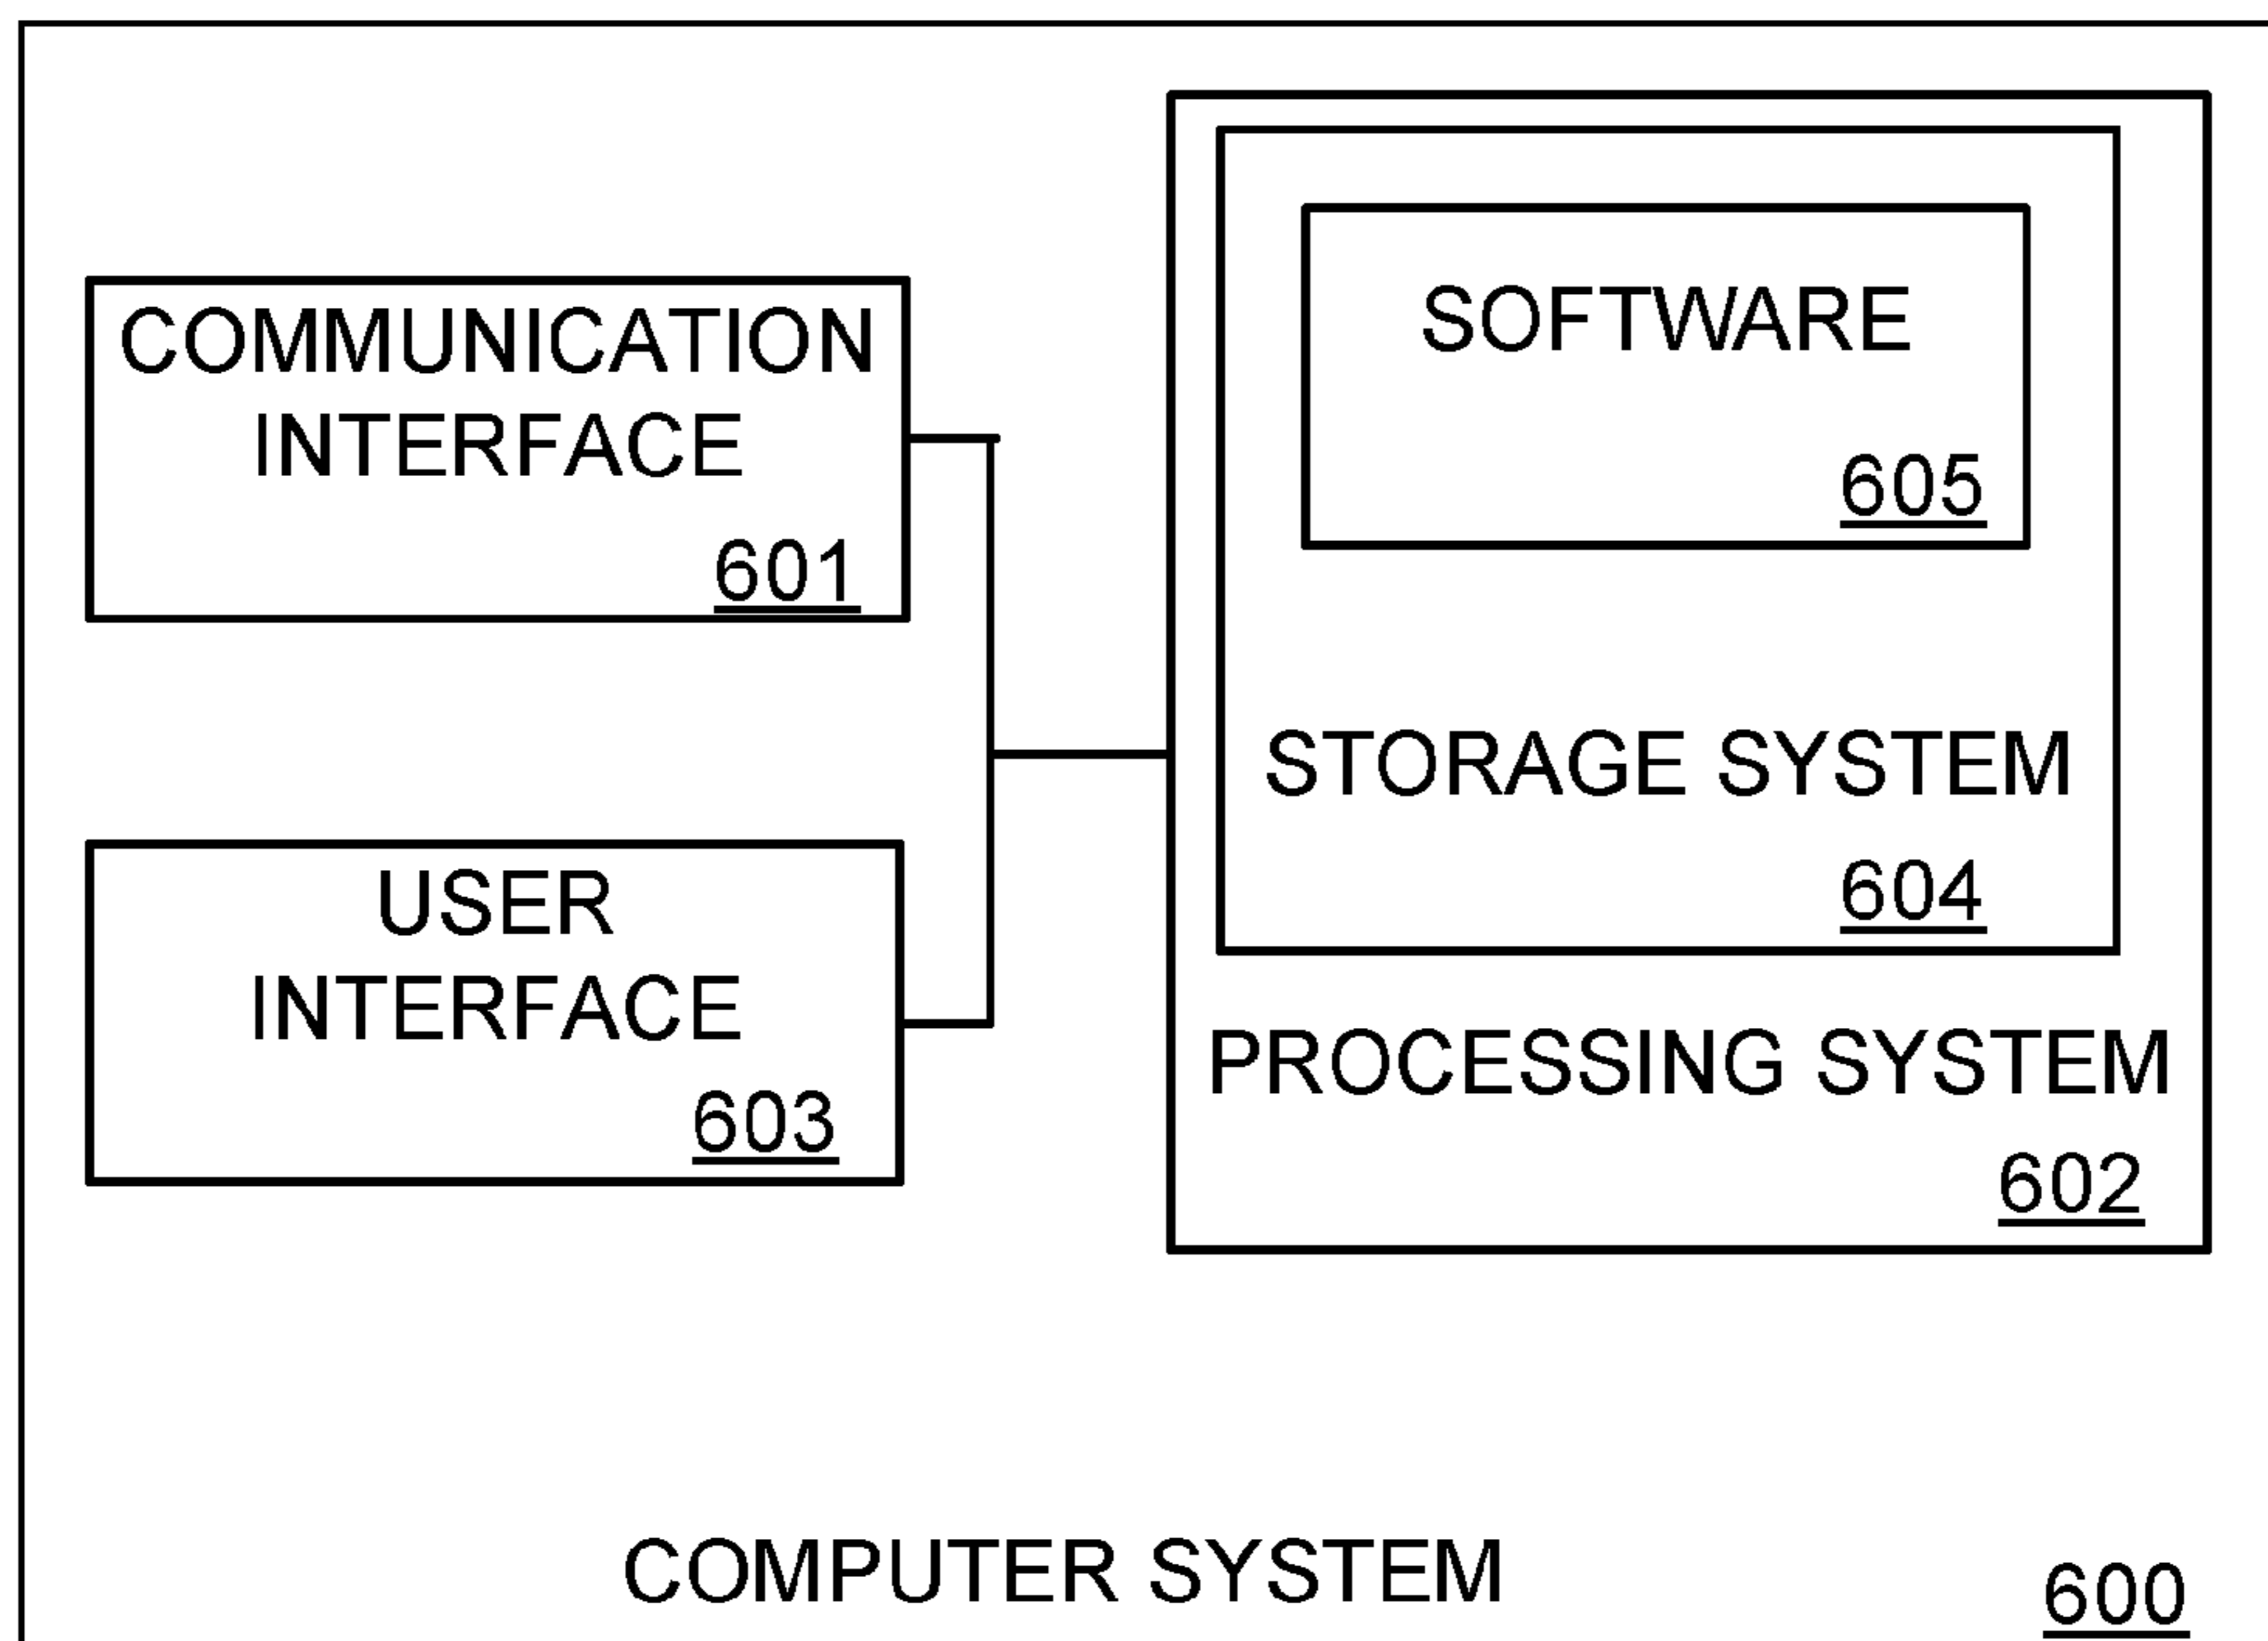 COMMUNICATION
INTERFACE
601
USER
INTERFACE
603
SOFTWARE
605
STORAGE SYSTEM
604
PROCESSING SYSTEM
602
COMPUTER SYSTEM
600